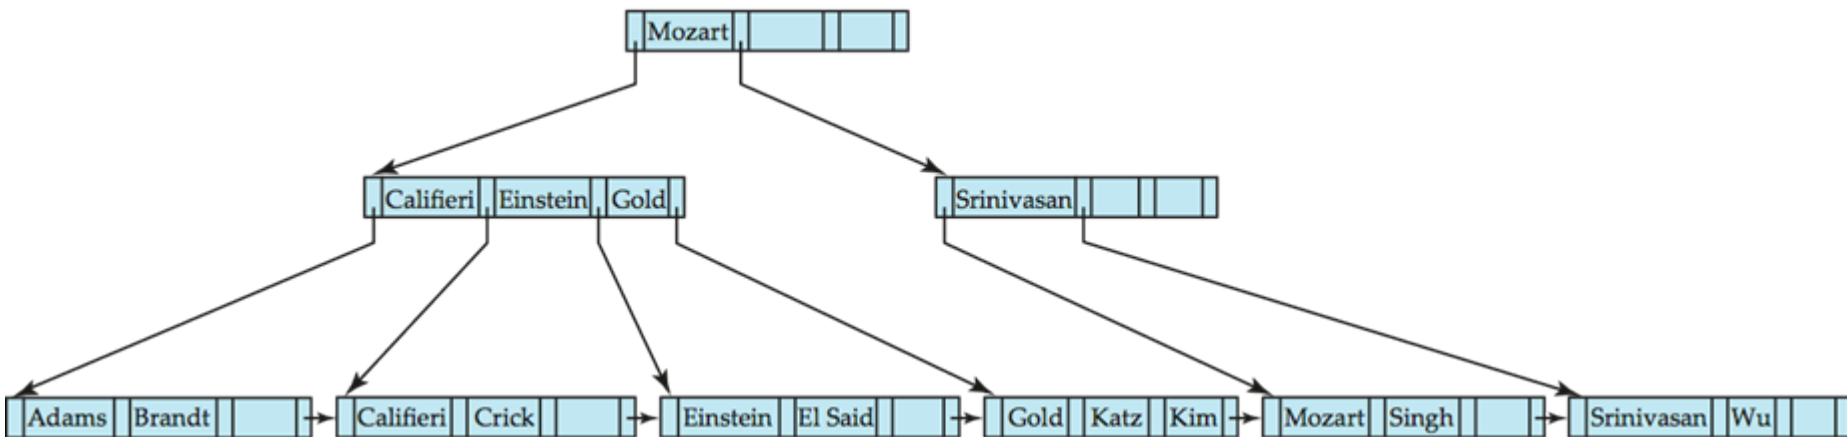 Mozart
Califieri Einstein Gold Srinivasan
Adams Brandt Califieri Crick Einstein El Said Gold Katz Kim Mozart Singh Srinivasan Wu